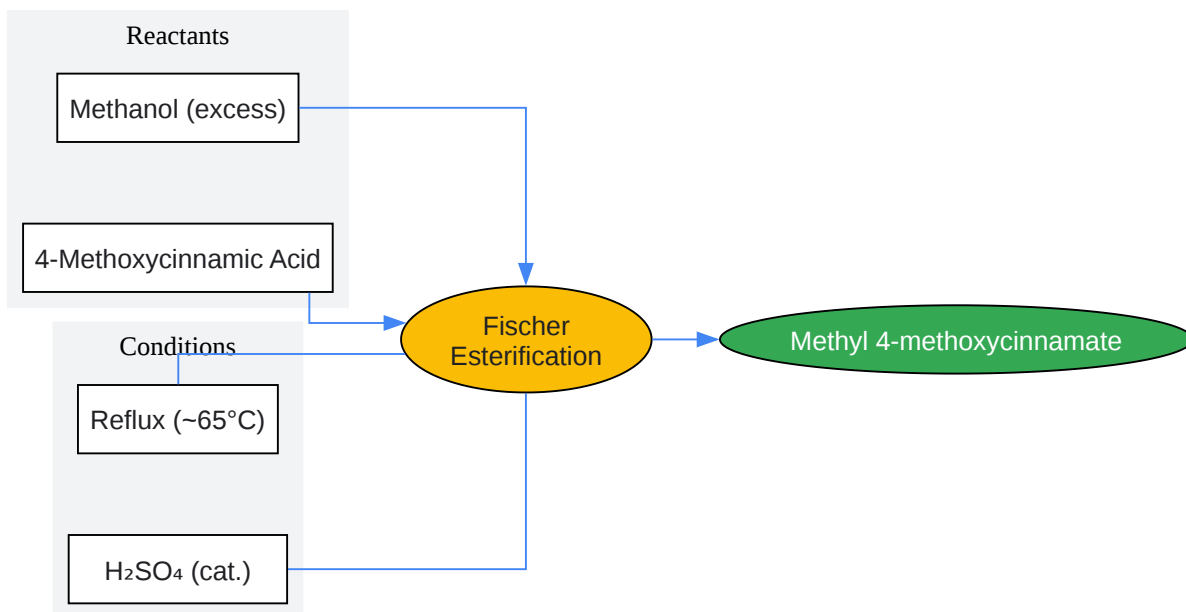 Reactants
Methanol (excess)
4-Methoxycinnamic Acid
Conditions
Reflux (~65°C)
H₂SO₄ (cat.)
Fischer
Esterification
Methyl 4-methoxycinnamate